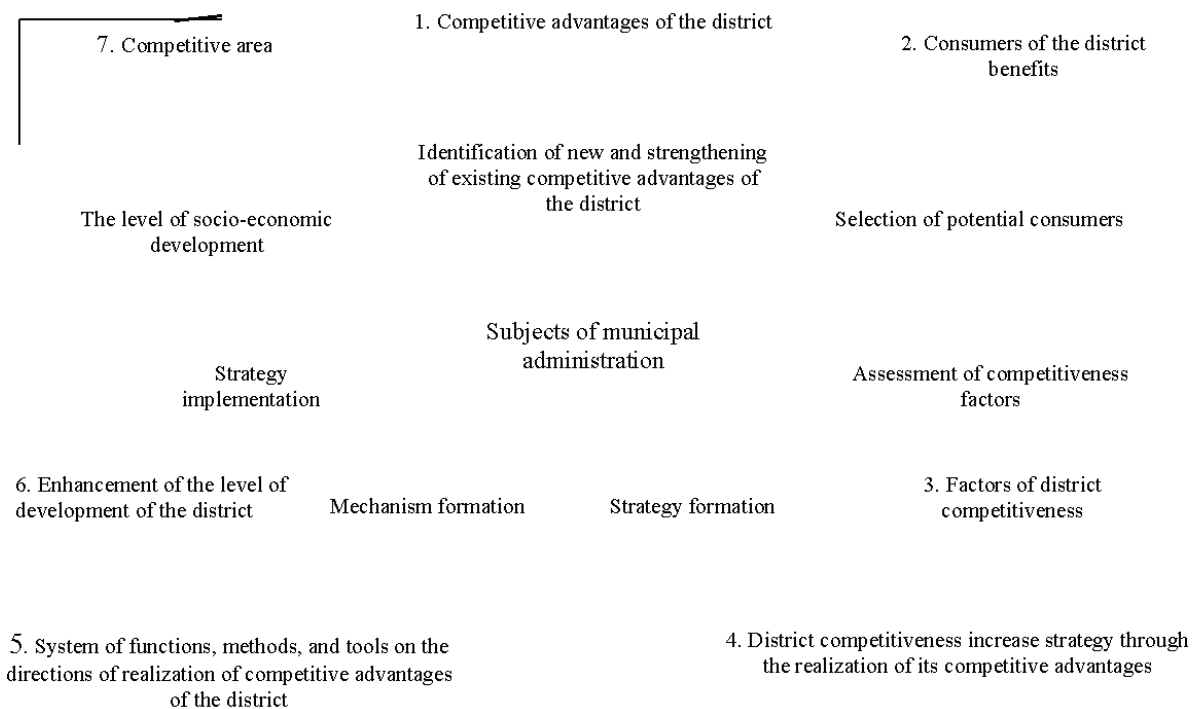 1. Competitive advantages of the district
7. Competitive area
2. Consumers of the district
benefits
Identification of new and strengthening
of existing competitive advantages of
the district
The level of socio-economic
development
Selection of potential consumers
Subjects of municipal
administration
Strategy
implementation
Assessment of competitiveness
factors
6. Enhancement of the level of
development of the district
Mechanism formation
Strategy formation
3. Factors of district
competitiveness
5. System of functions, methods, and tools on the
directions of realization of competitive advantages
of the district
4. District competitiveness increase strategy through
the realization of its competitive advantages